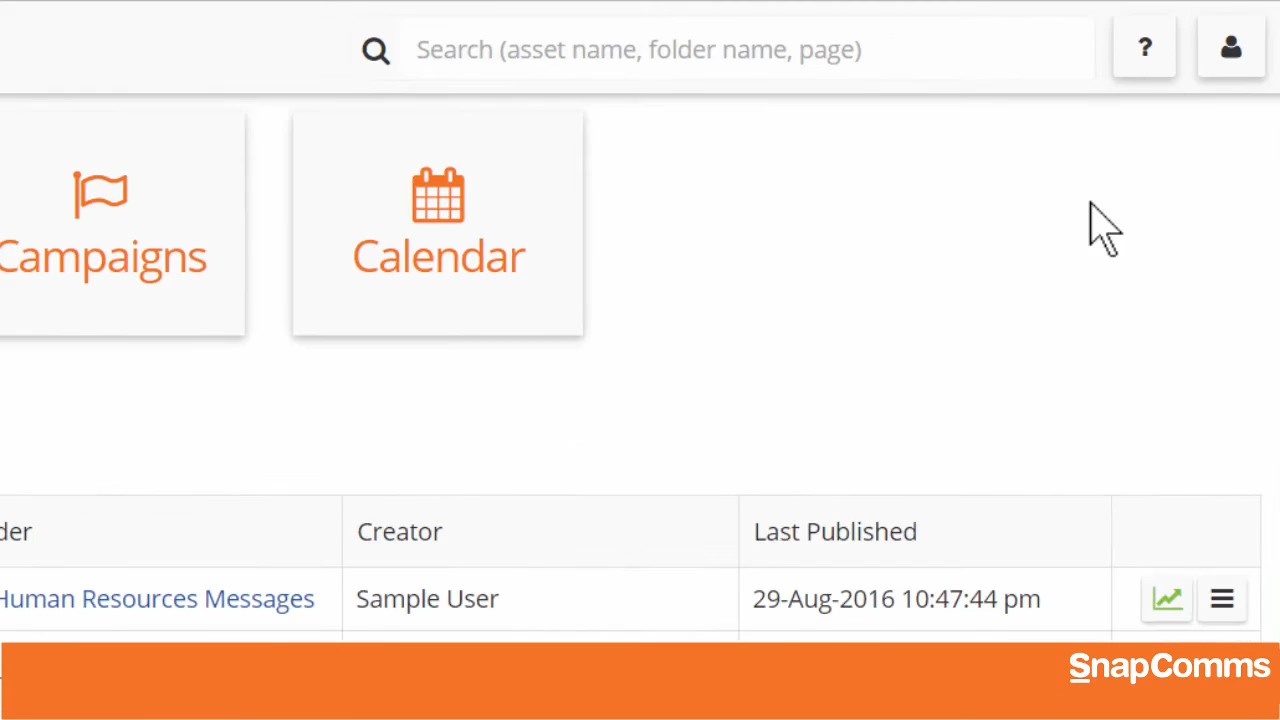 Search (asset name, folder name, page)
?
Campaigns
Calendar
der
Creator
Last Published
Human Resources Messages
Sample User
29-Aug-2016 10:47:44 pm
SnapComms